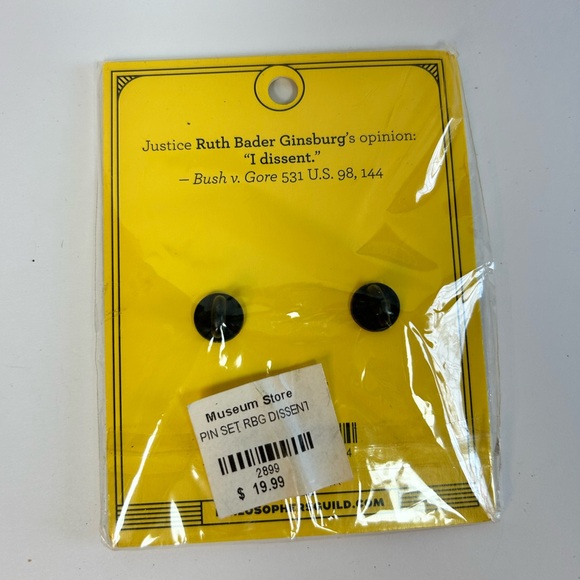 Justice Ruth Bader Ginsburg's opinion:
"I dissent."
— Bush v. Gore 531 U.S. 98, 144
Museum Store
PIN SET RBG DISSENT
2899
$ 19.99
4